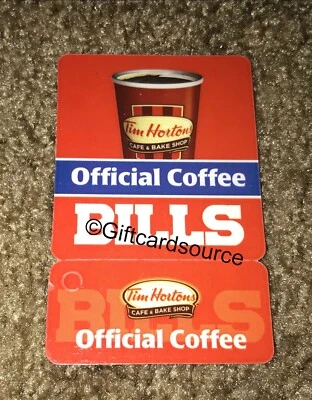 Tim Hortons
CAFE & BAKE SHOP
Official Coffee
BILLS
©Giftcardsource
BILLS
Tim Hortons
CAFE & BAKE SHOP
Official Coffee